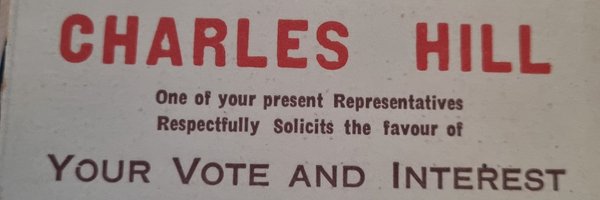 CHARLES HILL
One of your present Representatives
Respectfully Solicits the favour of
YOUR VOTE AND INTEREST